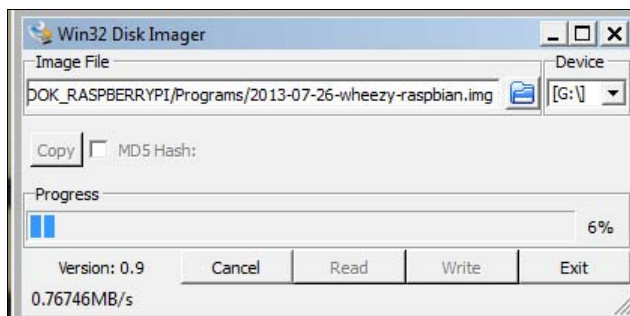 Win32 Disk Imager
Image File
Device
OOK_RASPBERRYPI/Programs/2013-07-26-wheezy-raspbian.img
[G:\]
Copy
MD5 Hash:
Progress
6%
Version: 0.9
Cancel
Read
Write
Exit
0.76746MB/s